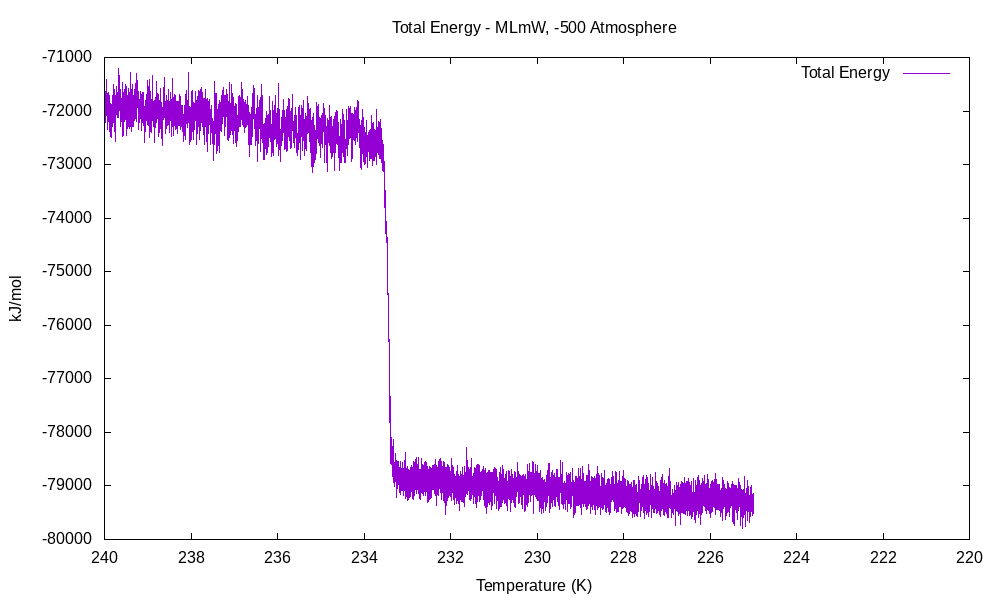 Total Energy - MLmW, -500 Atmosphere
Total Energy
-71000
-72000
-73000
-74000
-75000
-76000
-77000
-78000
-79000
-80000
kJ/mol
240 238 236 234 232 230 228 226 224 222 220
Temperature (K)